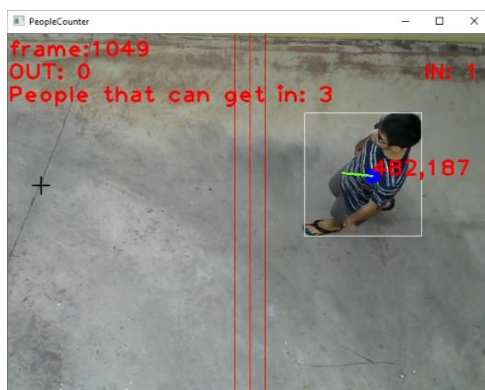 PeopleCounter
frame:1049
OUT: 0
IN: 1
People that can get in: 3
482,187